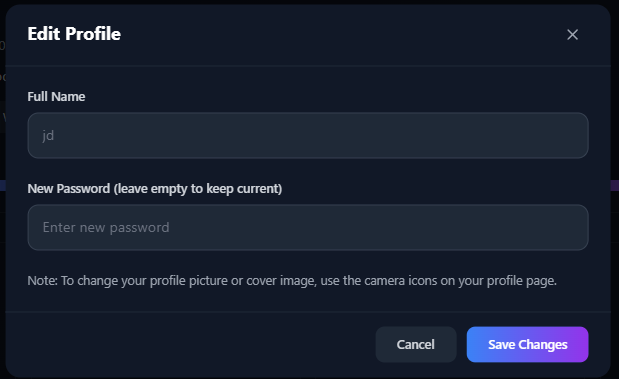 Edit Profile
Full Name
jd
New Password (leave empty to keep current)
Enter new password
Note: To change your profile picture or cover image, use the camera icons on your profile page.
Cancel
Save Changes